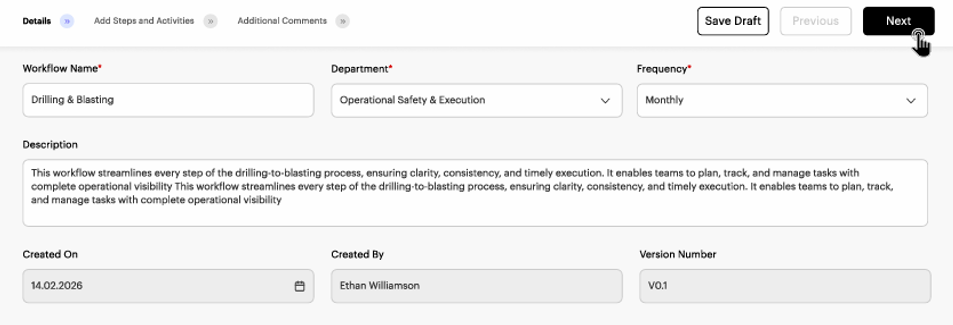 Details » Add Steps and Activities » Additional Comments » Save Draft Previous Next
Workflow Name* Department* Frequency*
Drilling & Blasting Operational Safety & Execution Monthly
Description
This workflow streamlines every step of the drilling-to-blasting process, ensuring clarity, consistency, and timely execution. It enables teams to plan, track, and manage tasks with
complete operational visibility This workflow streamlines every step of the drilling-to-blasting process, ensuring clarity, consistency, and timely execution. It enables teams to plan, track,
and manage tasks with complete operational visibility
Created On Created By Version Number
14.02.2026 Ethan Williamson V0.1